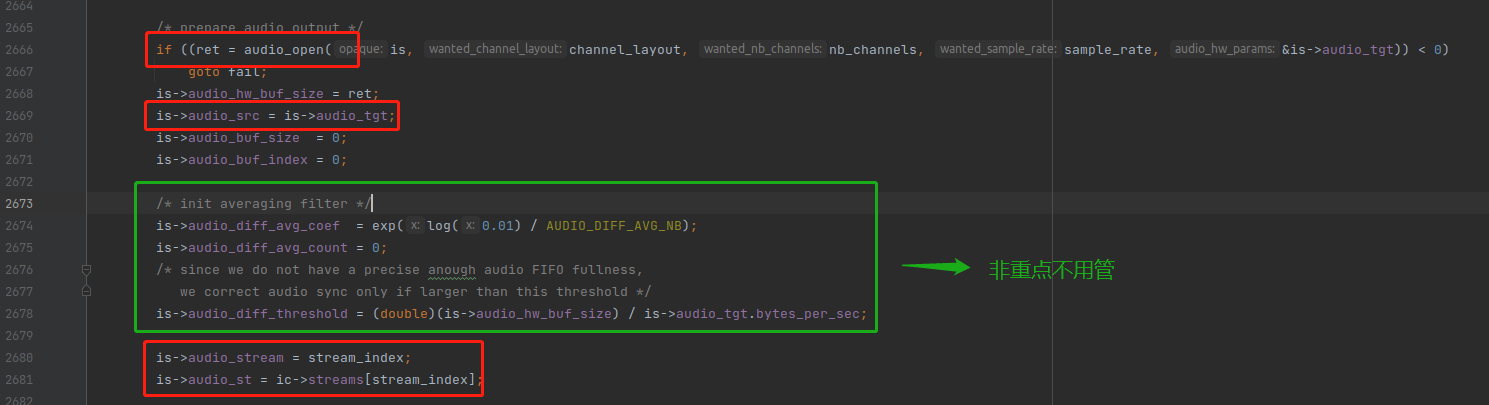 2664
2665 /* prepare audio output */
2666 if ((ret = audio_open( opaque: is, wanted_channel_layout: channel_layout, wanted_nb_channels: nb_channels, wanted_sample_rate: sample_rate, audio_hw_params: &is->audio_tgt)) < 0)
2667 goto fail;
2668 is->audio_hw_buf_size = ret;
2669 is->audio_src = is->audio_tgt;
2670 is->audio_buf_size  = 0;
2671 is->audio_buf_index = 0;
2672
2673 /* init averaging filter */
2674 is->audio_diff_avg_coef  = exp( x: log( x: 0.01) / AUDIO_DIFF_AVG_NB);
2675 is->audio_diff_avg_count = 0;
2676 /* since we do not have a precise anough audio FIFO fullness,
非重点不用管
2677 we correct audio sync only if larger than this threshold */
2678 is->audio_diff_threshold = (double)(is->audio_hw_buf_size) / is->audio_tgt.bytes_per_sec;
2679
2680 is->audio_stream = stream_index;
2681 is->audio_st = ic->streams[stream_index];
2682